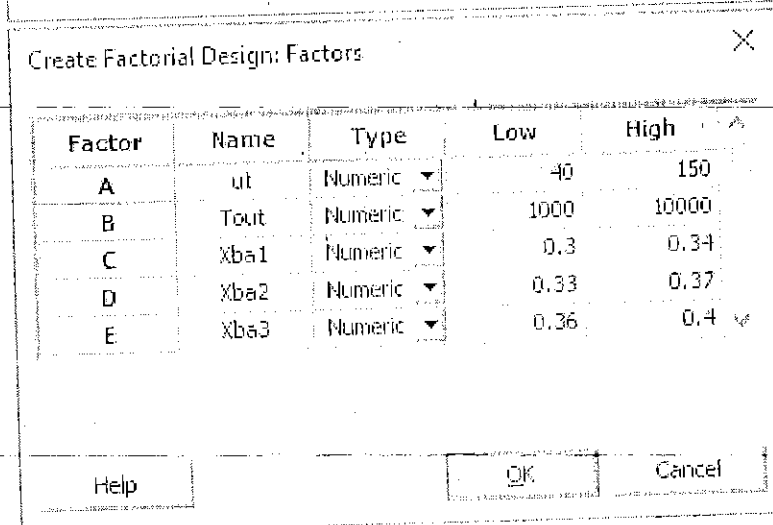 Create Factorial Design: Factors
Factor Name Type Low High
A ut Numeric 40 150
B Tout Numeric 1000 10000
C Xba1 Numeric 0.3 0.34
D Xba2 Numeric 0.33 0.37
E Xba3 Numeric 0.36 0.4
Help OK Cancel